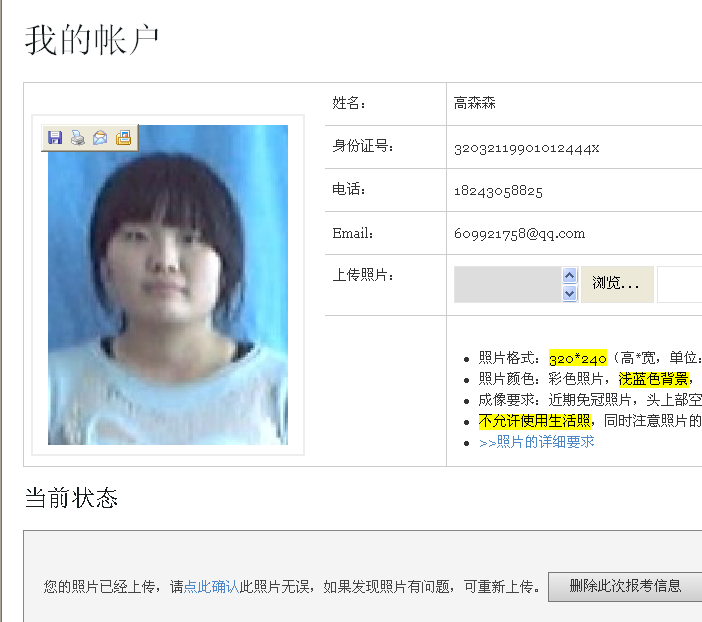 我的帐户
姓名: 高森森
身份证号: 32032119901012444x
电话: 18243058825
Email: 609921758@qq.com
上传照片: 浏览...
照片格式: 320*240（高*宽，单位:
照片颜色: 彩色照片，浅蓝色背景，
成像要求: 近期免冠照片，头上部空
不允许使用生活照，同时注意照片的
>>照片的详细要求
当前状态
您的照片已经上传，请点此确认此照片无误，如果发现照片有问题，可重新上传。 删除此次报考信息